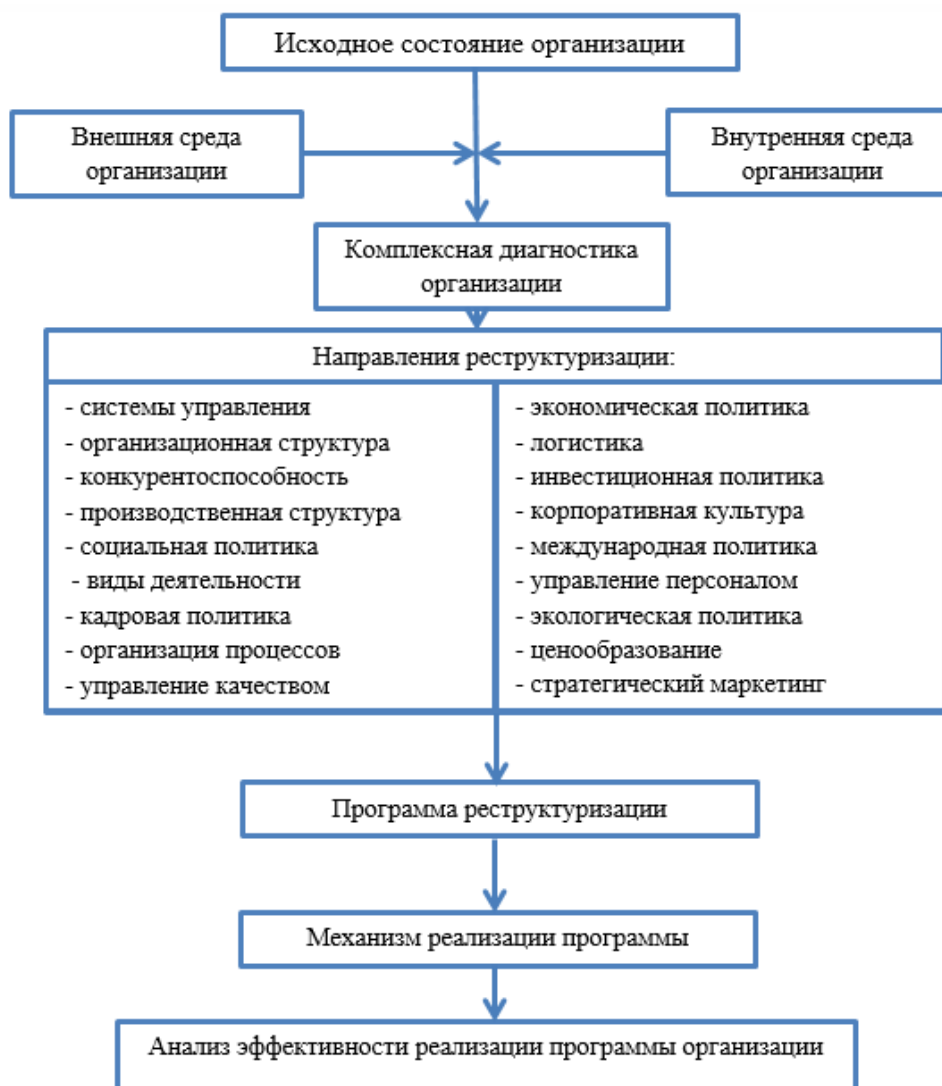 Исходное состояние организации
Внешняя среда
организации
Внутренняя среда
организации
Комплексная диагностика
организации
Направления реструктуризации:
- системы управления
- организационная структура
- конкурентоспособность
- производственная структура
- социальная политика
- виды деятельности
- кадровая политика
- организация процессов
- управление качеством
- экономическая политика
- логистика
- инвестиционная политика
- корпоративная культура
- международная политика
- управление персоналом
- экологическая политика
- ценообразование
- стратегический маркетинг
Программа реструктуризации
Механизм реализации программы
Анализ эффективности реализации программы организации